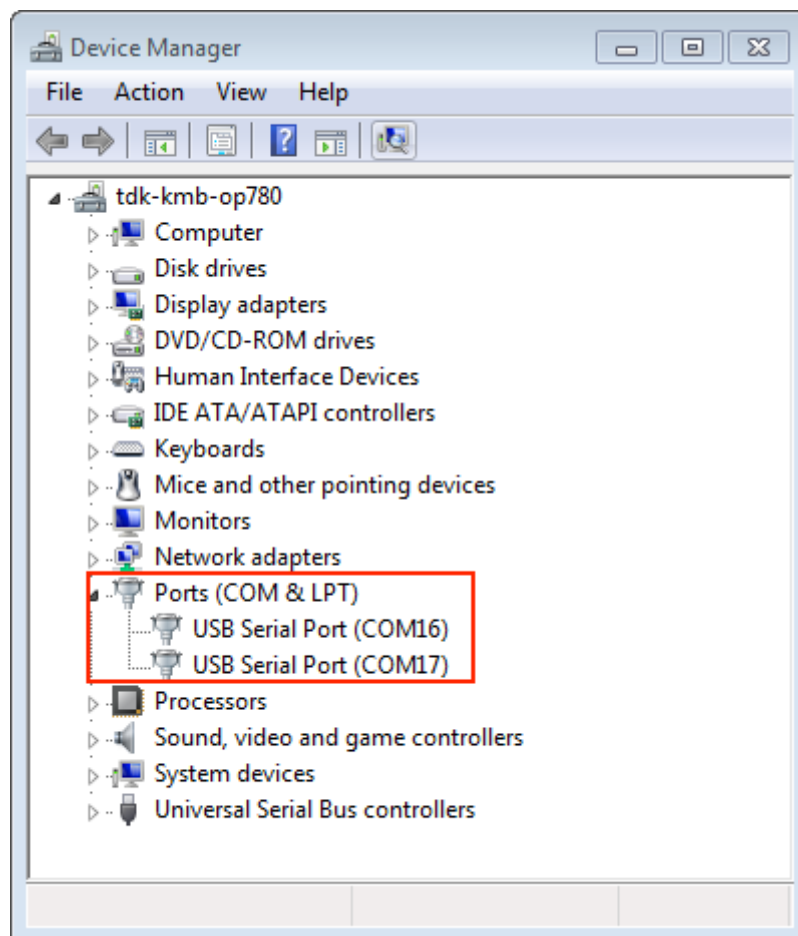 Device Manager
File Action View Help
tdk-kmb-op780
Computer
Disk drives
Display adapters
DVD/CD-ROM drives
Human Interface Devices
IDE ATA/ATAPI controllers
Keyboards
Mice and other pointing devices
Monitors
Network adapters
Ports (COM & LPT)
USB Serial Port (COM16)
USB Serial Port (COM17)
Processors
Sound, video and game controllers
System devices
Universal Serial Bus controllers